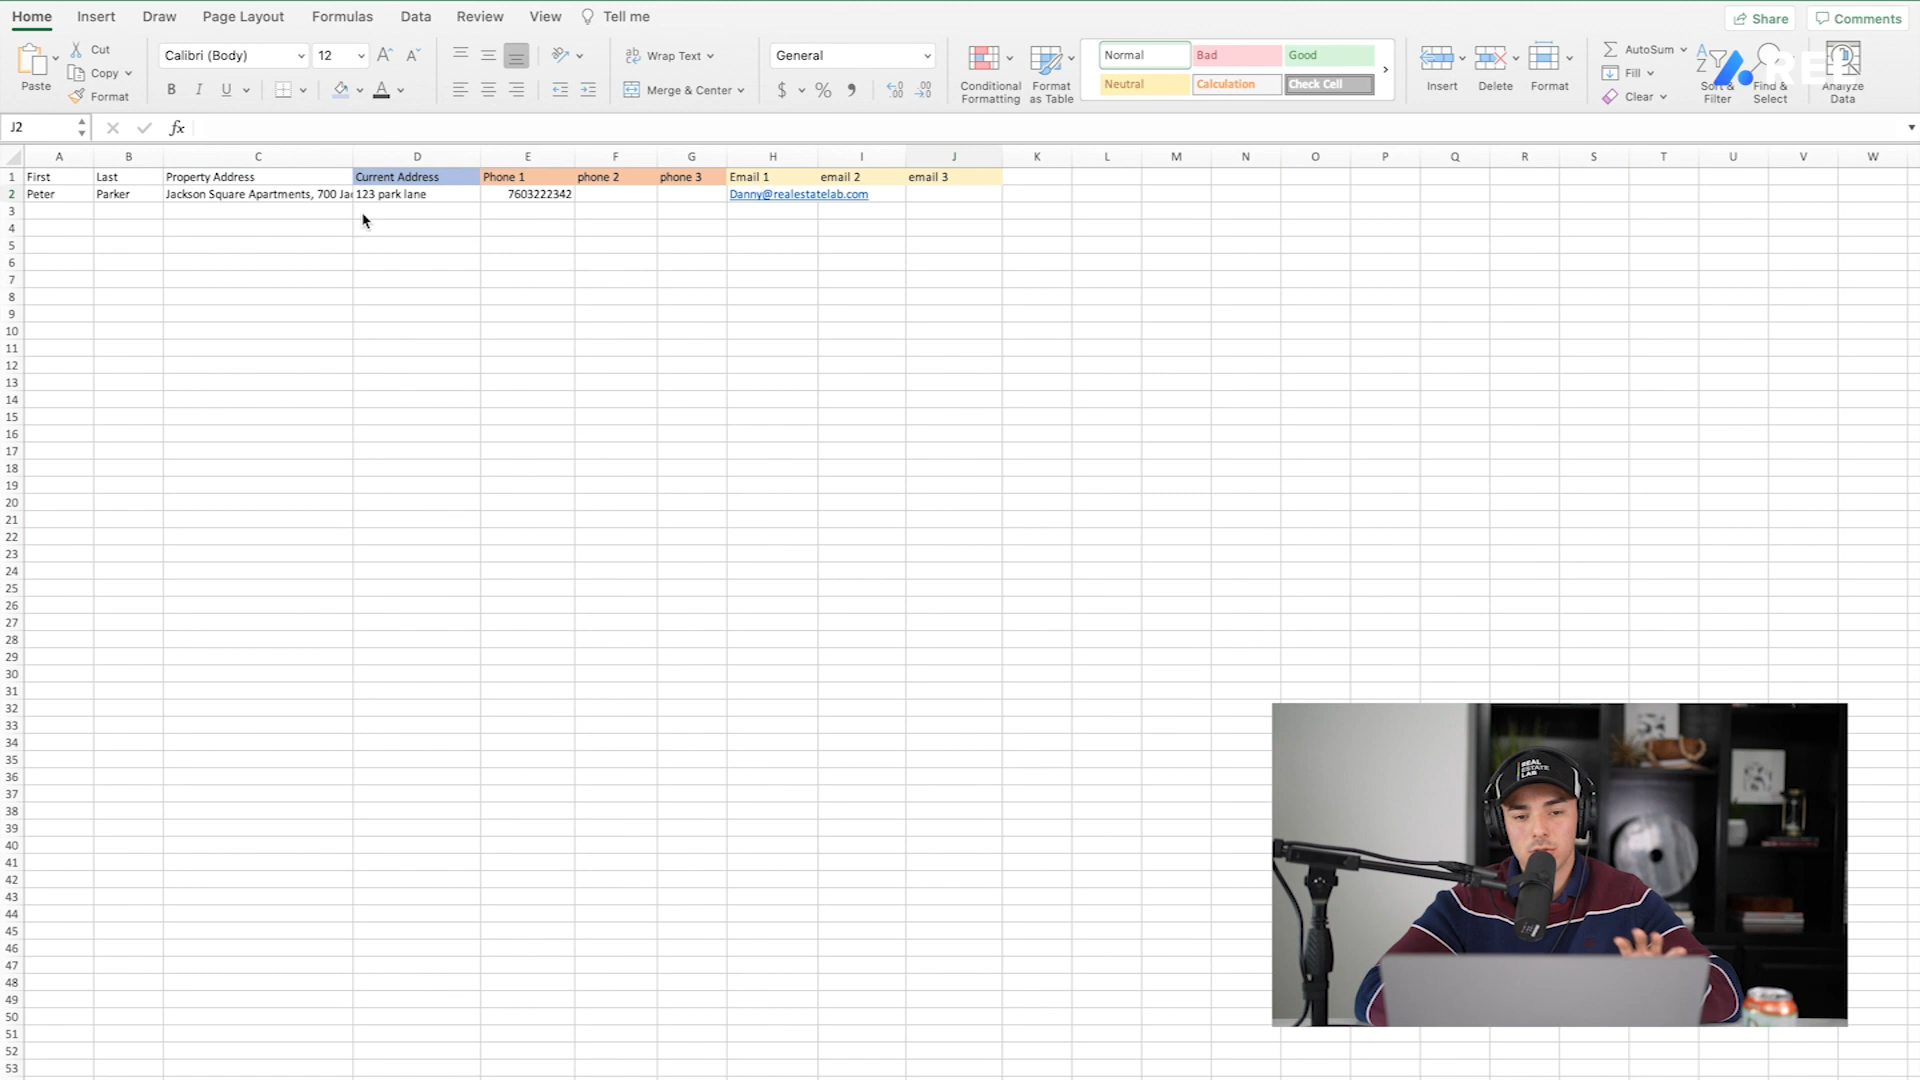 Home Insert Draw Page Layout Formulas Data Review View Tell me Share Comments
Paste Cut Copy Format
Calibri (Body) 12
B I U A
Wrap Text
Merge & Center
General
$ %
Conditional Formatting
Format as Table
Normal Bad Good
Neutral Calculation Check Cell
Insert Delete Format
AutoSum
Fill
Clear
Sort & Filter
Find & Select
Analyze Data
J2 fx
A B C D E F G H I J K L M N O P Q R S T U V W
1 First Last Property Address Current Address Phone 1 phone 2 phone 3 Email 1 email 2 email 3
2 Peter Parker Jackson Square Apartments, 700 Jac 123 park lane 7603222342 Danny@realestatelab.com
3
4
5
6
7
8
9
10
11
12
13
14
15
16
17
18
19
20
21
22
23
24
25
26
27
28
29
30
31
32
33
34
35
36
37
38
39
40
41
42
43
44
45
46
47
48
49
50
51
52
53
REAL
ESTATE
LAB